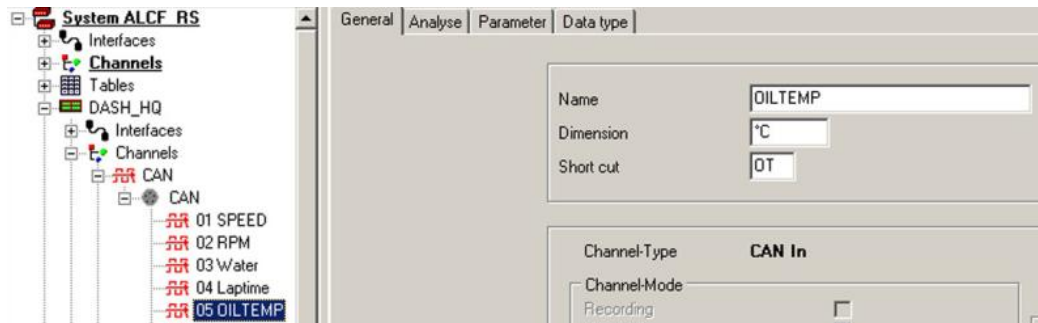 System ALCF_RS
Interfaces
Channels
Tables
DASH_HQ
Interfaces
Channels
CAN
CAN
01 SPEED
02 RPM
03 Water
04 Laptime
05 OILTEMP
General Analyse Parameter Data type
Name OILTEMP
Dimension °C
Short cut OT
Channel-Type CAN In
Channel-Mode
Recording